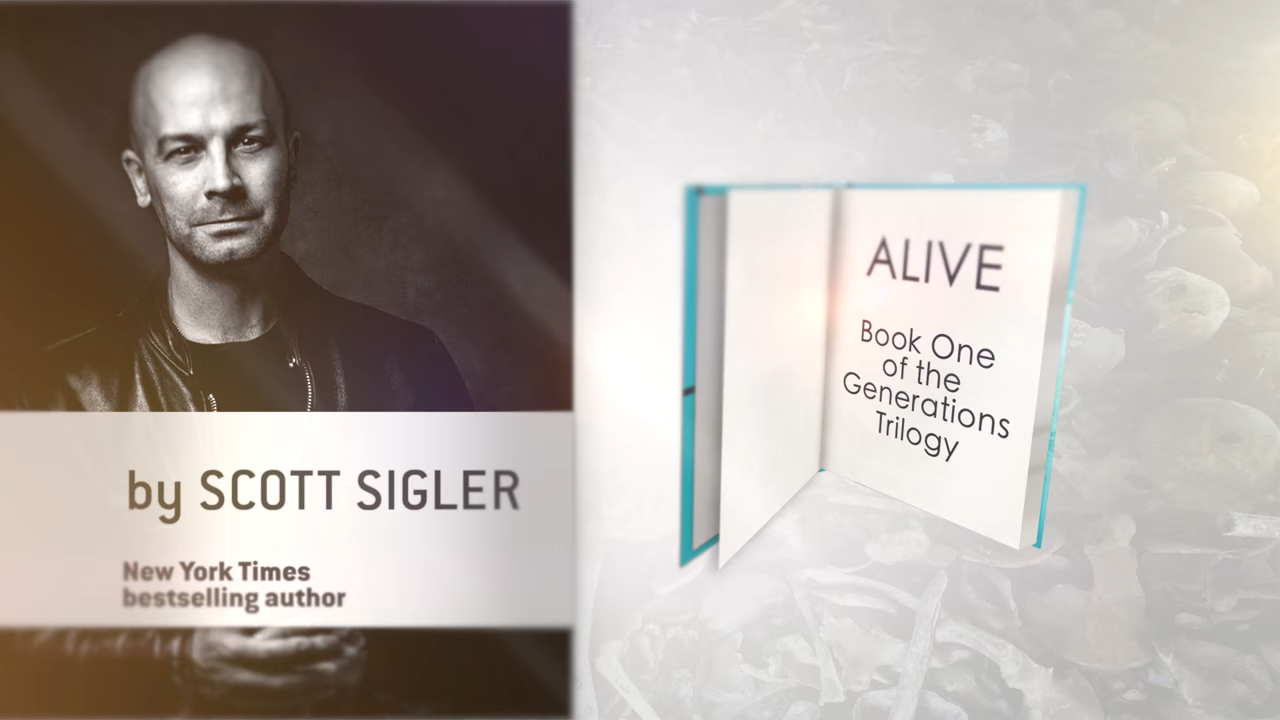 by SCOTT SIGLER
New York Times
bestselling author
ALIVE
Book One
of the
Generations
Trilogy